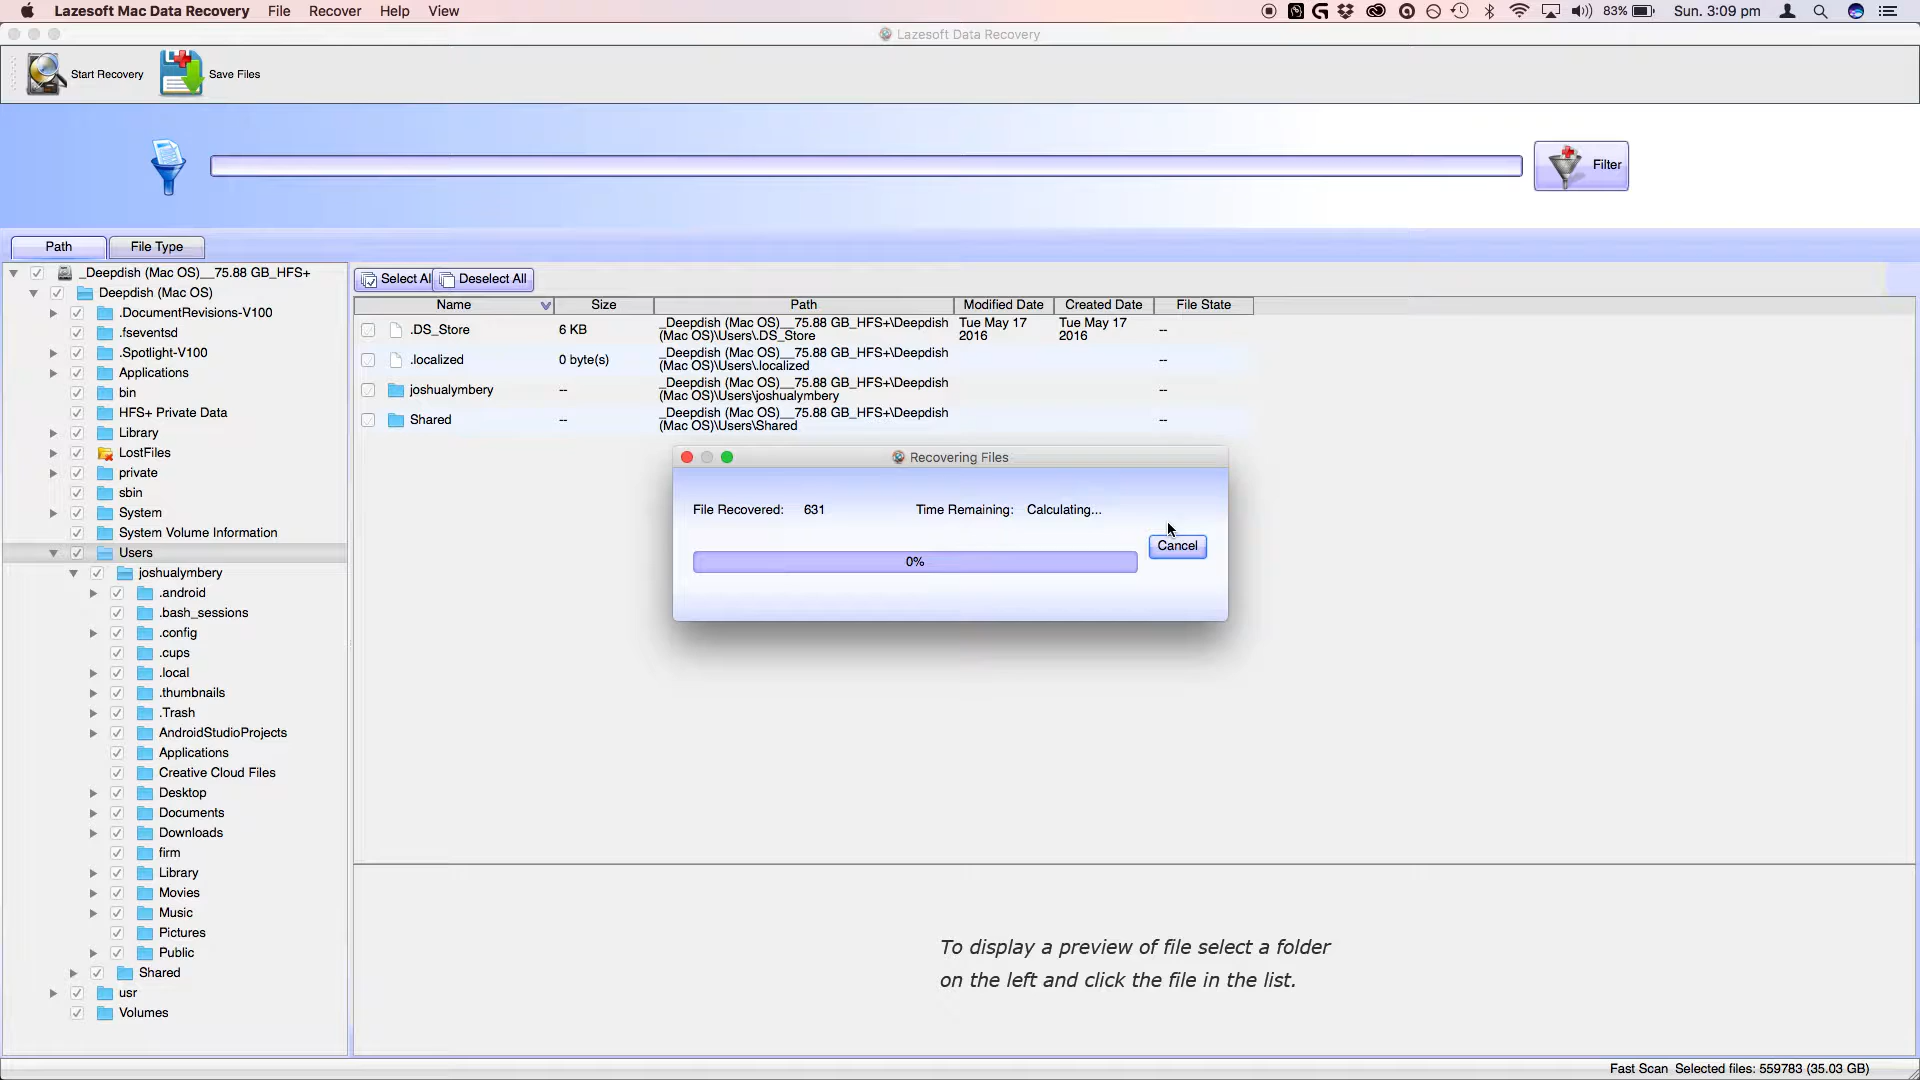 Lazesoft Mac Data Recovery File Recover Help View 83% Sun. 3:09 pm
Lazesoft Data Recovery
Start Recovery Save Files
Filter
Path File Type
_Deepdish (Mac OS)__75.88 GB_HFS+
Deepdish (Mac OS)
.DocumentRevisions-V100
.fseventsd
.Spotlight-V100
Applications
bin
HFS+ Private Data
Library
LostFiles
private
sbin
System
System Volume Information
Users
joshualymbery
.android
.bash_sessions
.config
.cups
.local
.thumbnails
.Trash
AndroidStudioProjects
Applications
Creative Cloud Files
Desktop
Documents
Downloads
firm
Library
Movies
Music
Pictures
Public
Shared
usr
Volumes
Select Al Deselect All
Name Size Path Modified Date Created Date File State
.DS_Store 6 KB _Deepdish (Mac OS)__75.88 GB_HFS+\Deepdish Tue May 17 Tue May 17 --
(Mac OS)\Users\.DS_Store 2016 2016
.localized 0 byte(s) _Deepdish (Mac OS)__75.88 GB_HFS+\Deepdish --
(Mac OS)\Users\.localized
joshualymbery -- _Deepdish (Mac OS)__75.88 GB_HFS+\Deepdish --
(Mac OS)\Users\joshualymbery
Shared -- _Deepdish (Mac OS)__75.88 GB_HFS+\Deepdish --
(Mac OS)\Users\Shared
Recovering Files
File Recovered: 631 Time Remaining: Calculating...
Cancel
0%
To display a preview of file select a folder
on the left and click the file in the list.
Fast Scan Selected files: 559783 (35.03 GB)